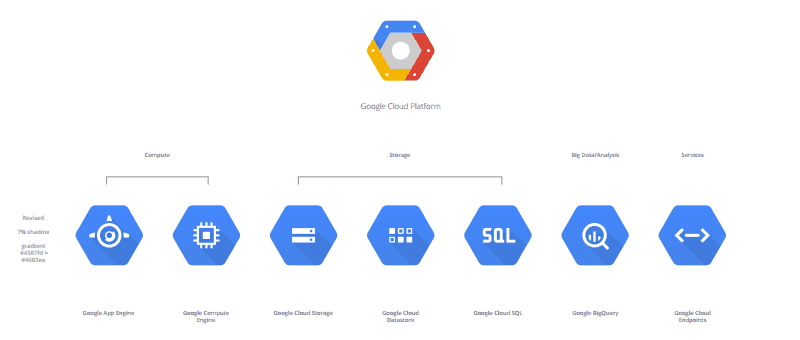 Google Cloud Platform
Compute
Storage
Big Data/Analysis
Services
Revised
7% shadow
gradient
#4387fd >
#4683ea
SQL
Google App Engine
Google Compute
Engine
Google Cloud Storage
Google Cloud
Datastore
Google Cloud SQL
Google BigQuery
Google Cloud
Endpoints